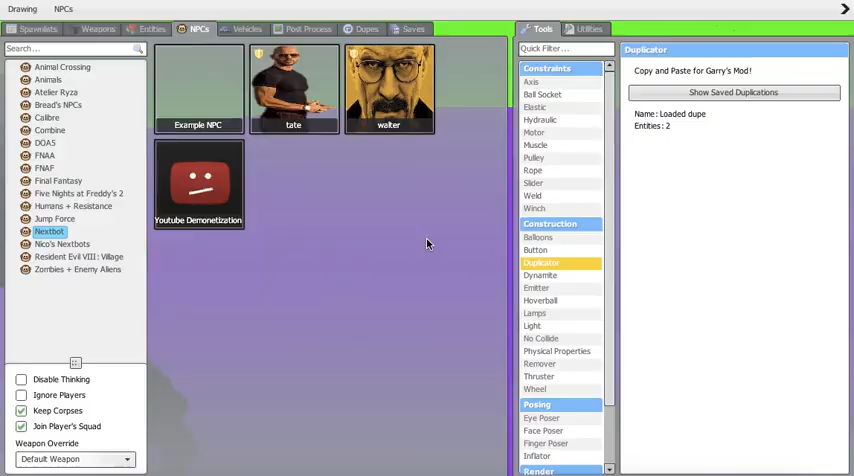 Drawing NPCs
Spawnlists Weapons Entities NPCs Vehicles Post Process Dupes Saves
Search...
Animal Crossing
Animals
Atelier Ryza
Bread's NPCs
Calibre
Combine
DOA5
FNAA
FNAF
Final Fantasy
Five Nights at Freddy's 2
Humans + Resistance
Jump Force
Nextbot
Nico's Nextbots
Resident Evil VIII: Village
Zombies + Enemy Aliens
Disable Thinking
Ignore Players
Keep Corpses
Join Player's Squad
Weapon Override
Default Weapon
Example NPC
tate
walter
Youtube Demonetization
Tools Utilities
Quick Filter...
Constraints
Axis
Ball Socket
Elastic
Hydraulic
Motor
Muscle
Pulley
Rope
Slider
Weld
Winch
Construction
Balloons
Button
Duplicator
Dynamite
Emitter
Hoverball
Lamps
Light
No Collide
Physical Properties
Remover
Thruster
Wheel
Posing
Eye Poser
Face Poser
Finger Poser
Inflator
Render
Duplicator
Copy and Paste for Garry's Mod!
Show Saved Duplications
Name: Loaded dupe
Entities: 2